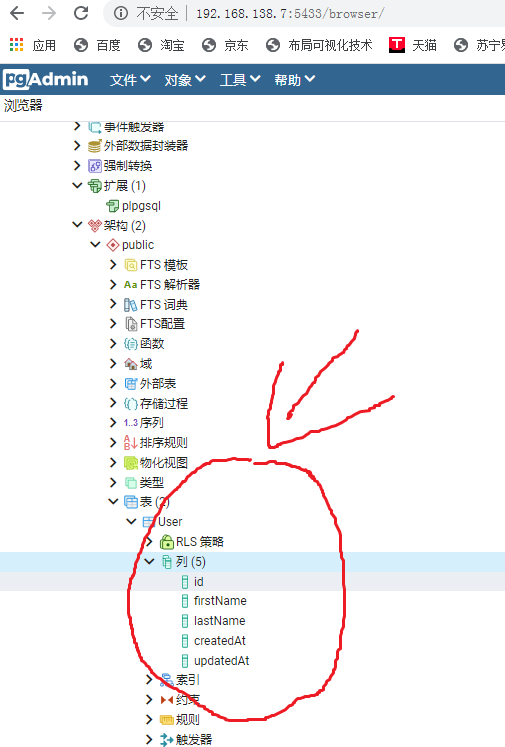 不安全 | 192.168.138.7:5433/browser/
应用 百度 淘宝 京东 布局可视化技术 T 天猫 苏宁易
pgAdmin 文件 对象 工具 帮助
浏览器
事件触发器
外部数据封装器
强制转换
扩展 (1)
plpgsql
架构 (2)
public
FTS 模板
Aa FTS 解析器
FTS 词典
FTS配置
函数
域
外部表
存储过程
1..3 序列
排序规则
物化视图
类型
表 (2)
User
RLS 策略
列 (5)
id
firstName
lastName
createdAt
updatedAt
索引
约束
规则
触发器